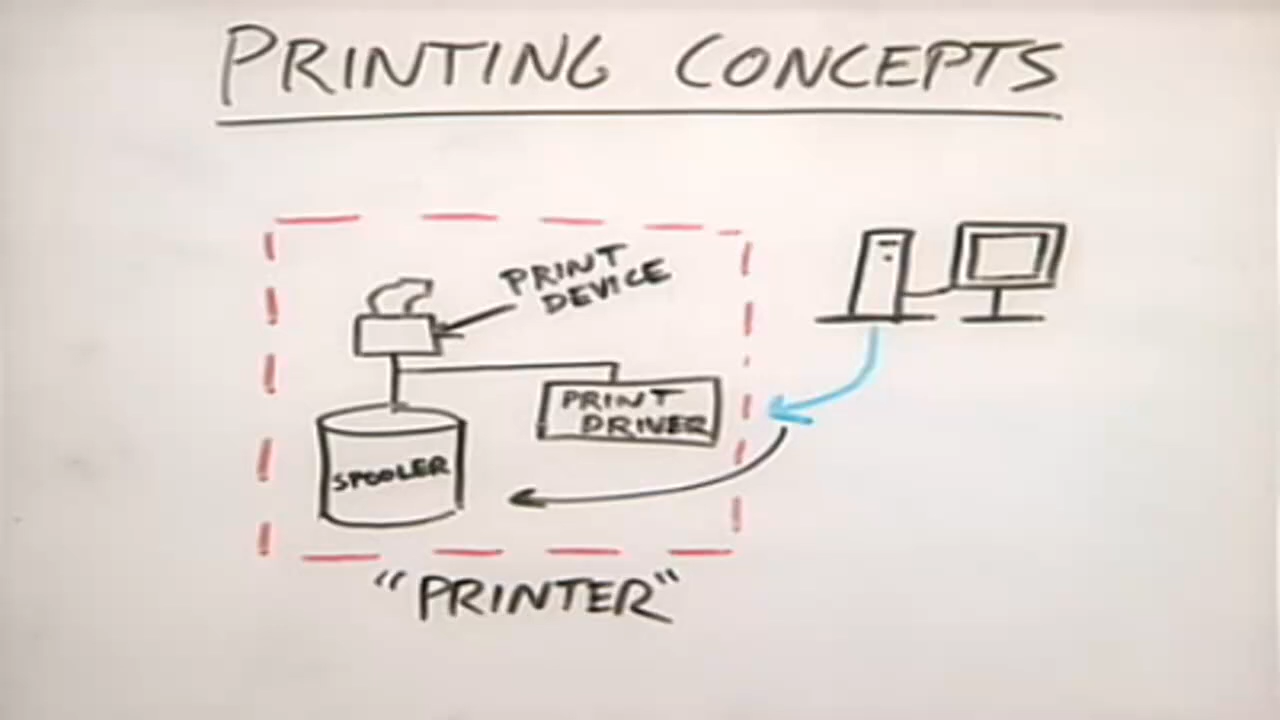 PRINTING CONCEPTS
PRINT
DEVICE
PRINT
DRIVER
SPOOLER
"PRINTER"